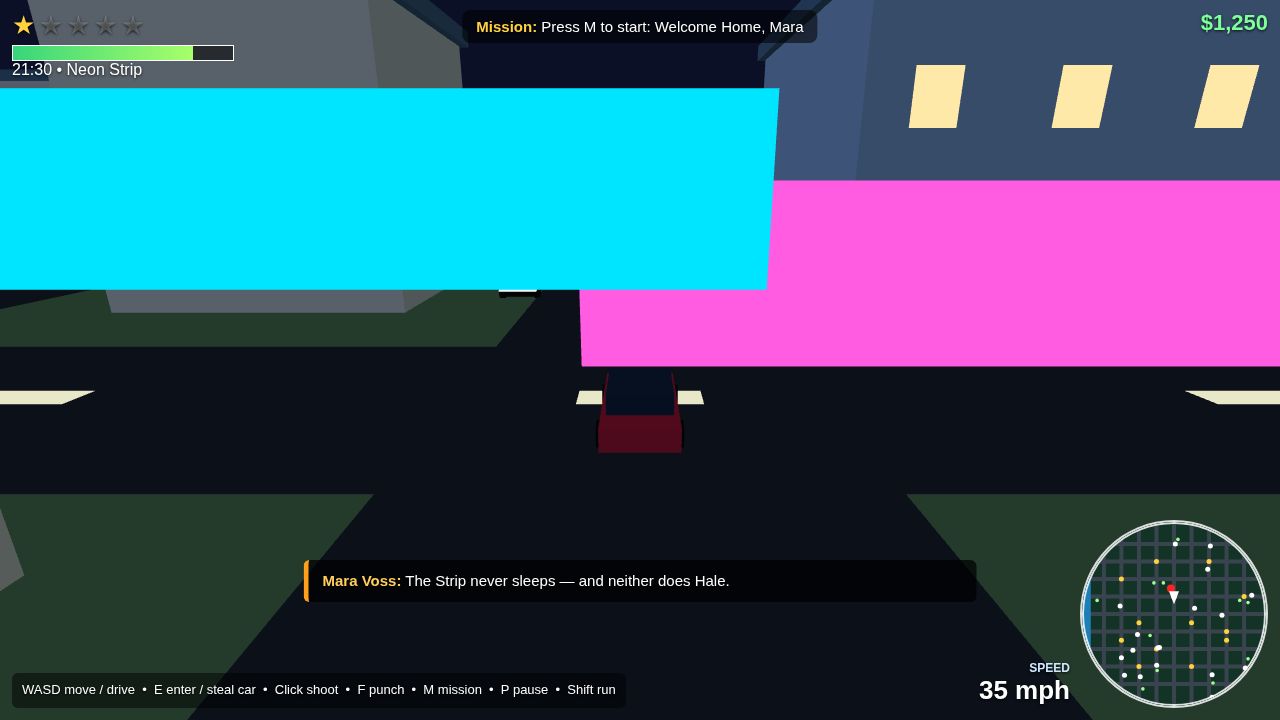 Mission: Press M to start: Welcome Home, Mara
$1,250
21:30 • Neon Strip
Mara Voss: The Strip never sleeps — and neither does Hale.
SPEED
35 mph
WASD move / drive • E enter / steal car • Click shoot • F punch • M mission • P pause • Shift run